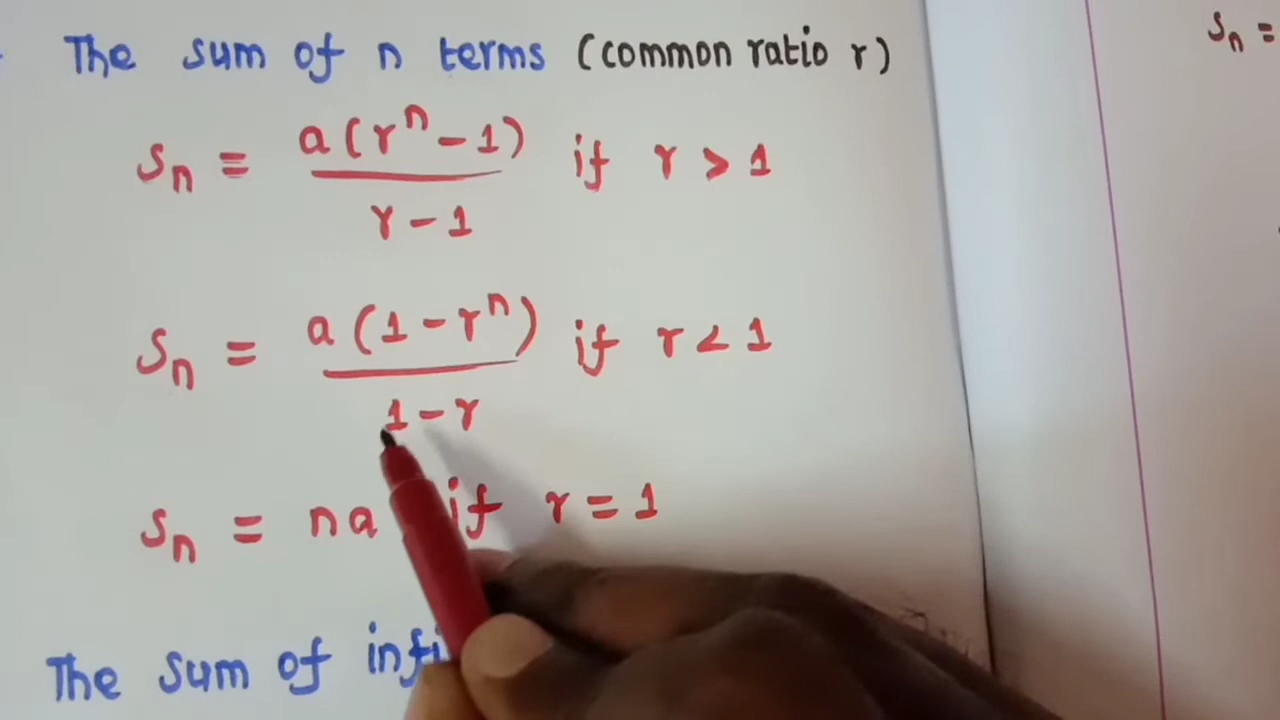 The sum of n terms (common ratio r)
Sn = a(r^n - 1) / r - 1 if r > 1
Sn = a(1 - r^n) / 1 - r if r < 1
Sn = na if r = 1
The sum of
Sn =